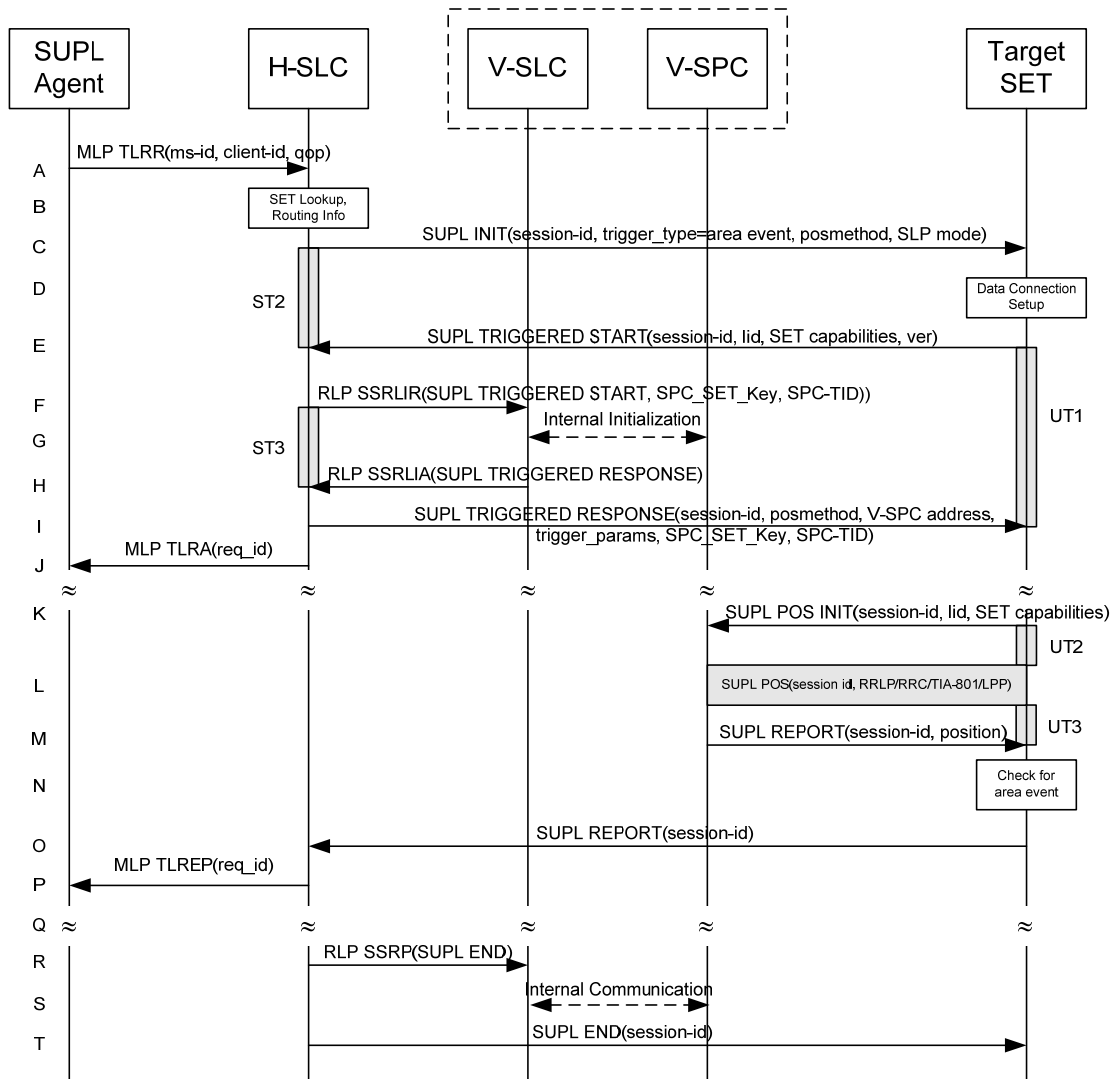 SUPL
Agent
H-SLC
V-SLC
V-SPC
Target
SET
A
MLP TLRR(ms-id, client-id, qop)
B
SET Lookup,
Routing Info
C
SUPL INIT(session-id, trigger_type=area event, posmethod, SLP mode)
D
ST2
Data Connection
Setup
E
SUPL TRIGGERED START(session-id, lid, SET capabilities, ver)
F
RLP SSRLIR(SUPL TRIGGERED START, SPC_SET_Key, SPC-TID))
UT1
G
Internal Initialization
ST3
H
RLP SSRLIA(SUPL TRIGGERED RESPONSE)
I
SUPL TRIGGERED RESPONSE(session-id, posmethod, V-SPC address,
trigger_params, SPC_SET_Key, SPC-TID)
J
MLP TLRA(req_id)
≈ ≈ ≈ ≈ ≈
K
SUPL POS INIT(session-id, lid, SET capabilities)
UT2
L
SUPL POS(session id, RRLP/RRC/TIA-801/LPP)
UT3
M
SUPL REPORT(session-id, position)
N
Check for
area event
O
SUPL REPORT(session-id)
P
MLP TLREP(req_id)
Q ≈ ≈ ≈ ≈ ≈
R
RLP SSRP(SUPL END)
S
Internal Communication
T
SUPL END(session-id)